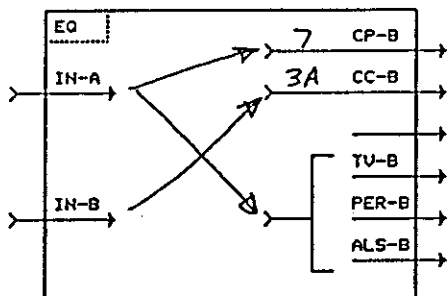 EQ
7 CP-B
IN-A 3A CC-B
TV-B
IN-B PER-B
ALS-B